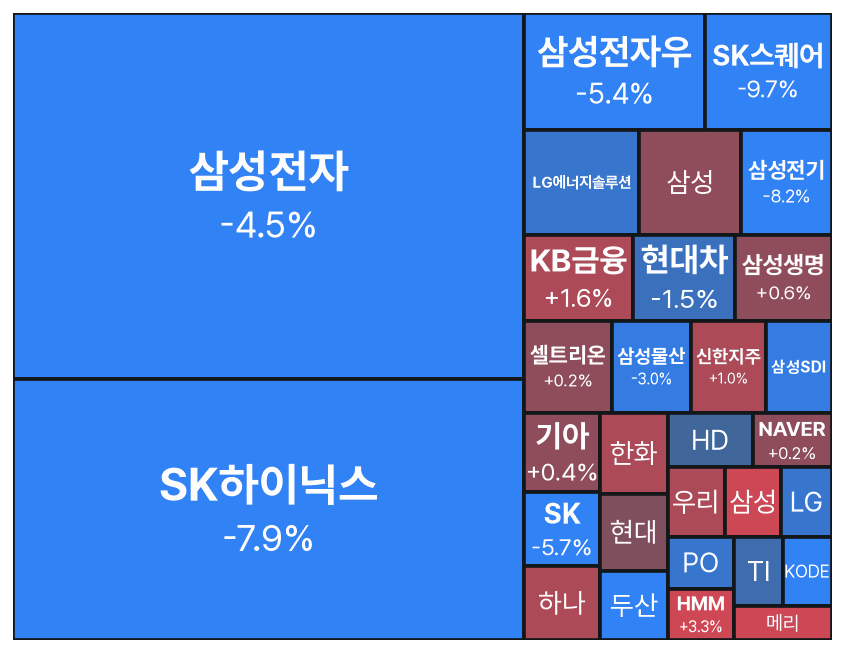 삼성전자
-4.5%
SK하이닉스
-7.9%
삼성전자우
-5.4%
SK스퀘어
-9.7%
LG에너지솔루션
삼성
삼성전기
-8.2%
KB금융
+1.6%
현대차
-1.5%
삼성생명
+0.6%
셀트리온
+0.2%
삼성물산
-3.0%
신한지주
+1.0%
삼성SDI
기아
+0.4%
한화
HD
NAVER
+0.2%
SK
-5.7%
현대
우리
삼성
LG
하나
두산
PO
TI
KODE
HMM
+3.3%
메리